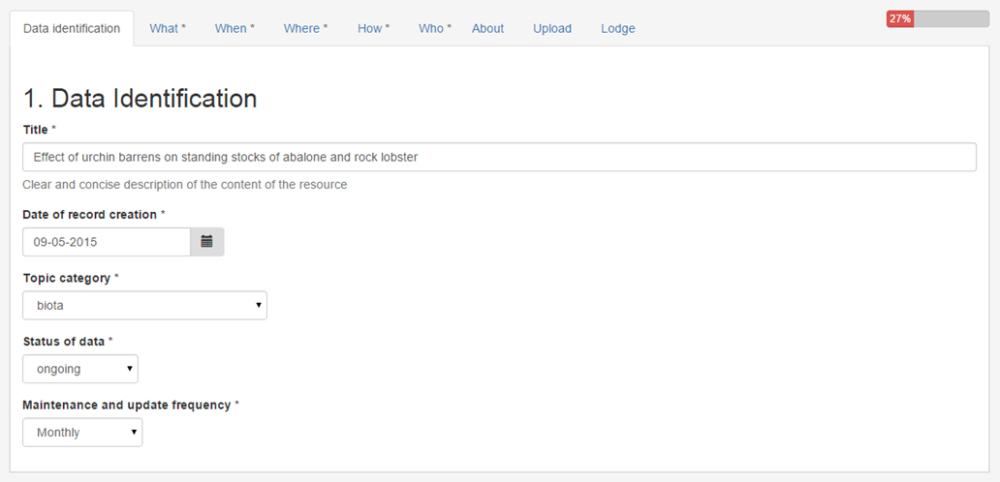 Data identification What * When * Where * How * Who * About Upload Lodge 27%
1. Data Identification
Title *
Effect of urchin barrens on standing stocks of abalone and rock lobster
Clear and concise description of the content of the resource
Date of record creation *
09-05-2015
Topic category *
biota
Status of data *
ongoing
Maintenance and update frequency *
Monthly